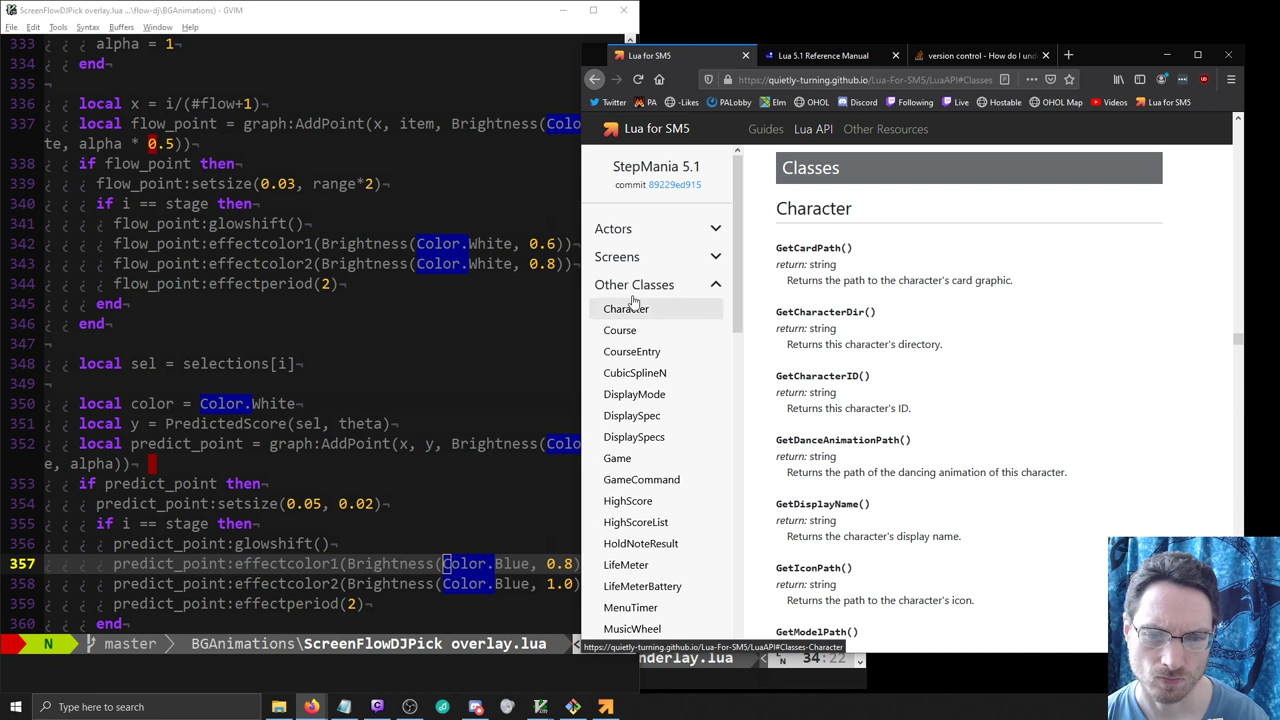 ScreenFlowDJPick overlay.lua ...\flow-dj\BGAnimations) - GVIM
File Edit Tools Syntax Buffers Window Help
333 ¿ ¿ ¿ alpha = 1¬
334 ¿ ¿ end¬
335
336 ¿ ¿ local x = i/(#flow+1)¬
337 ¿ ¿ local flow_point = graph:AddPoint(x, item, Brightness(Colo
te, alpha * 0.5))¬
338 ¿ ¿ if flow_point then¬
339 ¿ ¿ ¿ flow_point:setsize(0.03, range*2)¬
340 ¿ ¿ ¿ if i == stage then¬
341 ¿ ¿ ¿ ¿ flow_point:glowshift()¬
342 ¿ ¿ ¿ ¿ flow_point:effectcolor1(Brightness(Color.White, 0.6))¬
343 ¿ ¿ ¿ ¿ flow_point:effectcolor2(Brightness(Color.White, 0.8))¬
344 ¿ ¿ ¿ ¿ flow_point:effectperiod(2)¬
345 ¿ ¿ ¿ end¬
346 ¿ ¿ end¬
347
348 ¿ ¿ local sel = selections[i]¬
349
350 ¿ ¿ local color = Color.White¬
351 ¿ ¿ local y = PredictedScore(sel, theta)¬
352 ¿ ¿ local predict_point = graph:AddPoint(x, y, Brightness(Colo
e, alpha))¬
353 ¿ ¿ if predict_point then¬
354 ¿ ¿ ¿ predict_point:setsize(0.05, 0.02)¬
355 ¿ ¿ ¿ if i == stage then¬
356 ¿ ¿ ¿ ¿ predict_point:glowshift()¬
357 ¿ ¿ ¿ ¿ predict_point:effectcolor1(Brightness(Color.Blue, 0.8)
358 ¿ ¿ ¿ ¿ predict_point:effectcolor2(Brightness(Color.Blue, 1.0)
359 ¿ ¿ ¿ ¿ predict_point:effectperiod(2)¬
360 ¿ ¿ ¿ end¬
N master BGAnimations\ScreenFlowDJPick overlay.lua
Lua for SM5 Lua 5.1 Reference Manual version control - How do I und
https://quietly-turning.github.io/Lua-For-SM5/LuaAPI#Classes
Twitter PA -Likes PALobby Elm OHOL Discord Following Live Hostable OHOL Map Videos Lua for SM5
Lua for SM5 Guides Lua API Other Resources
StepMania 5.1
commit 89229ed915
Actors
Screens
Other Classes
Character
Course
CourseEntry
CubicSplineN
DisplayMode
DisplaySpec
DisplaySpecs
Game
GameCommand
HighScore
HighScoreList
HoldNoteResult
LifeMeter
LifeMeterBattery
MenuTimer
MusicWheel
Classes
Character
GetCardPath()
return: string
Returns the path to the character's card graphic.
GetCharacterDir()
return: string
Returns this character's directory.
GetCharacterID()
return: string
Returns this character's ID.
GetDanceAnimationPath()
return: string
Returns the path of the dancing animation of this character.
GetDisplayName()
return: string
Returns the character's display name.
GetIconPath()
return: string
Returns the path to the character's icon.
GetModelPath()
https://quietly-turning.github.io/Lua-For-SM5/LuaAPI#Classes-Character
nderlay.lua 34:22
Type here to search